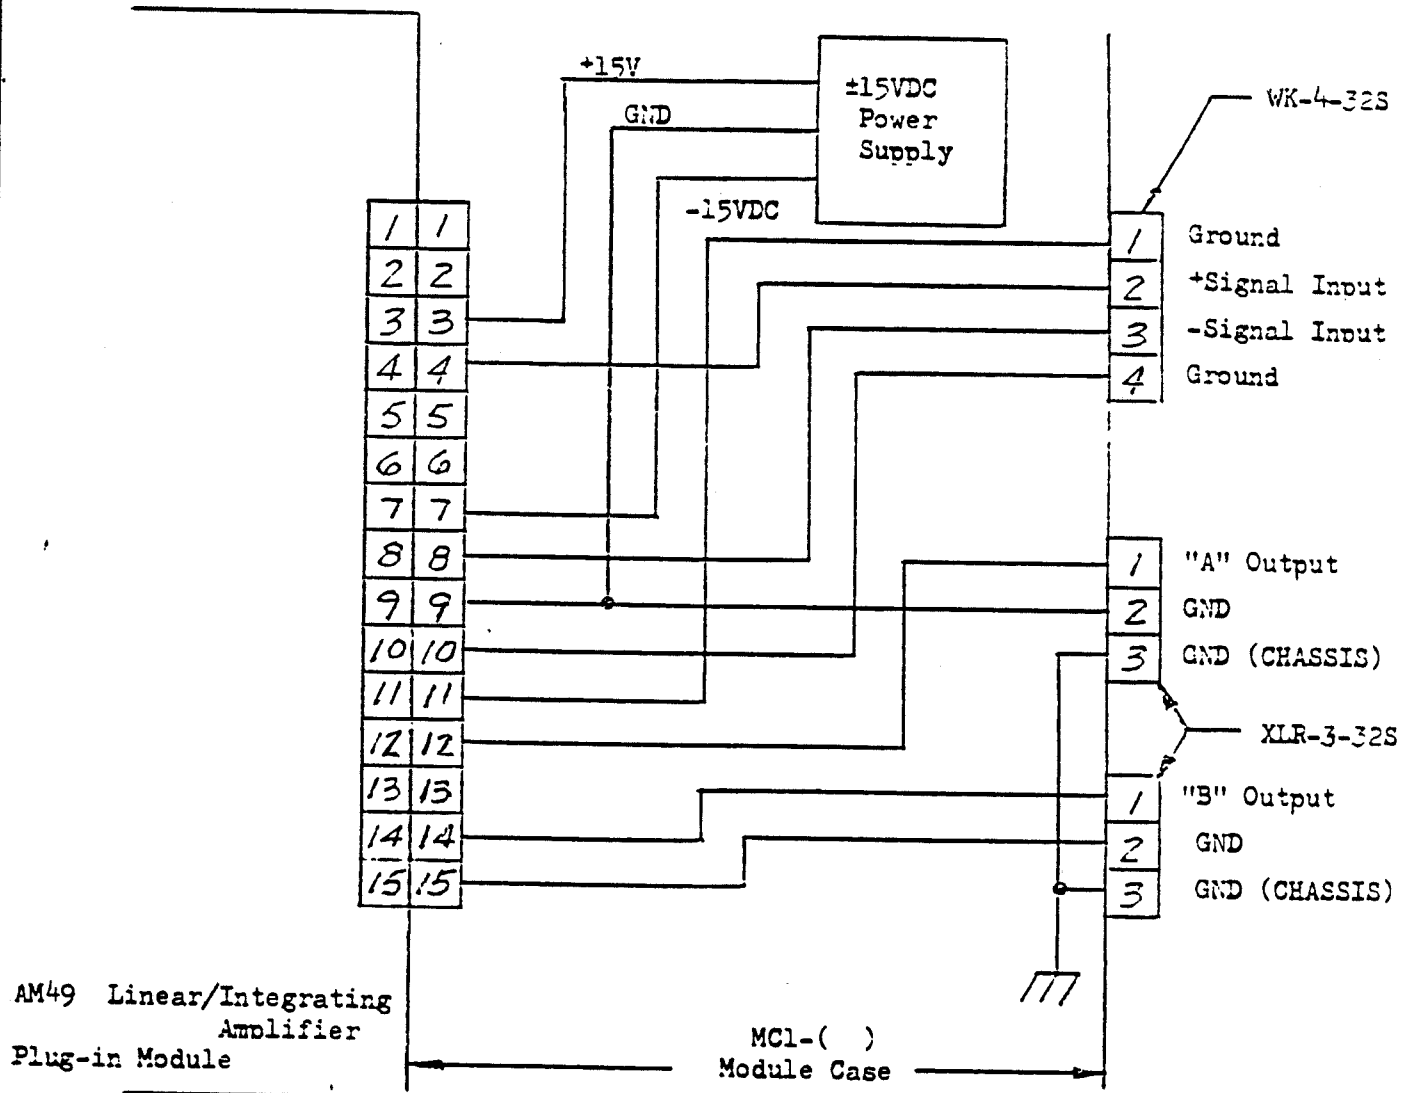 +15V
GND
±15VDC
Power
Supply
-15VDC
WK-4-32S
1 1
2 2
3 3
4 4
5 5
6 6
7 7
8 8
9 9
10 10
11 11
12 12
13 13
14 14
15 15
1 Ground
2 +Signal Input
3 -Signal Input
4 Ground
1 "A" Output
2 GND
3 GND (CHASSIS)
XLR-3-32S
1 "B" Output
2 GND
3 GND (CHASSIS)
AM49 Linear/Integrating
Amplifier
Plug-in Module
MC1-( )
Module Case